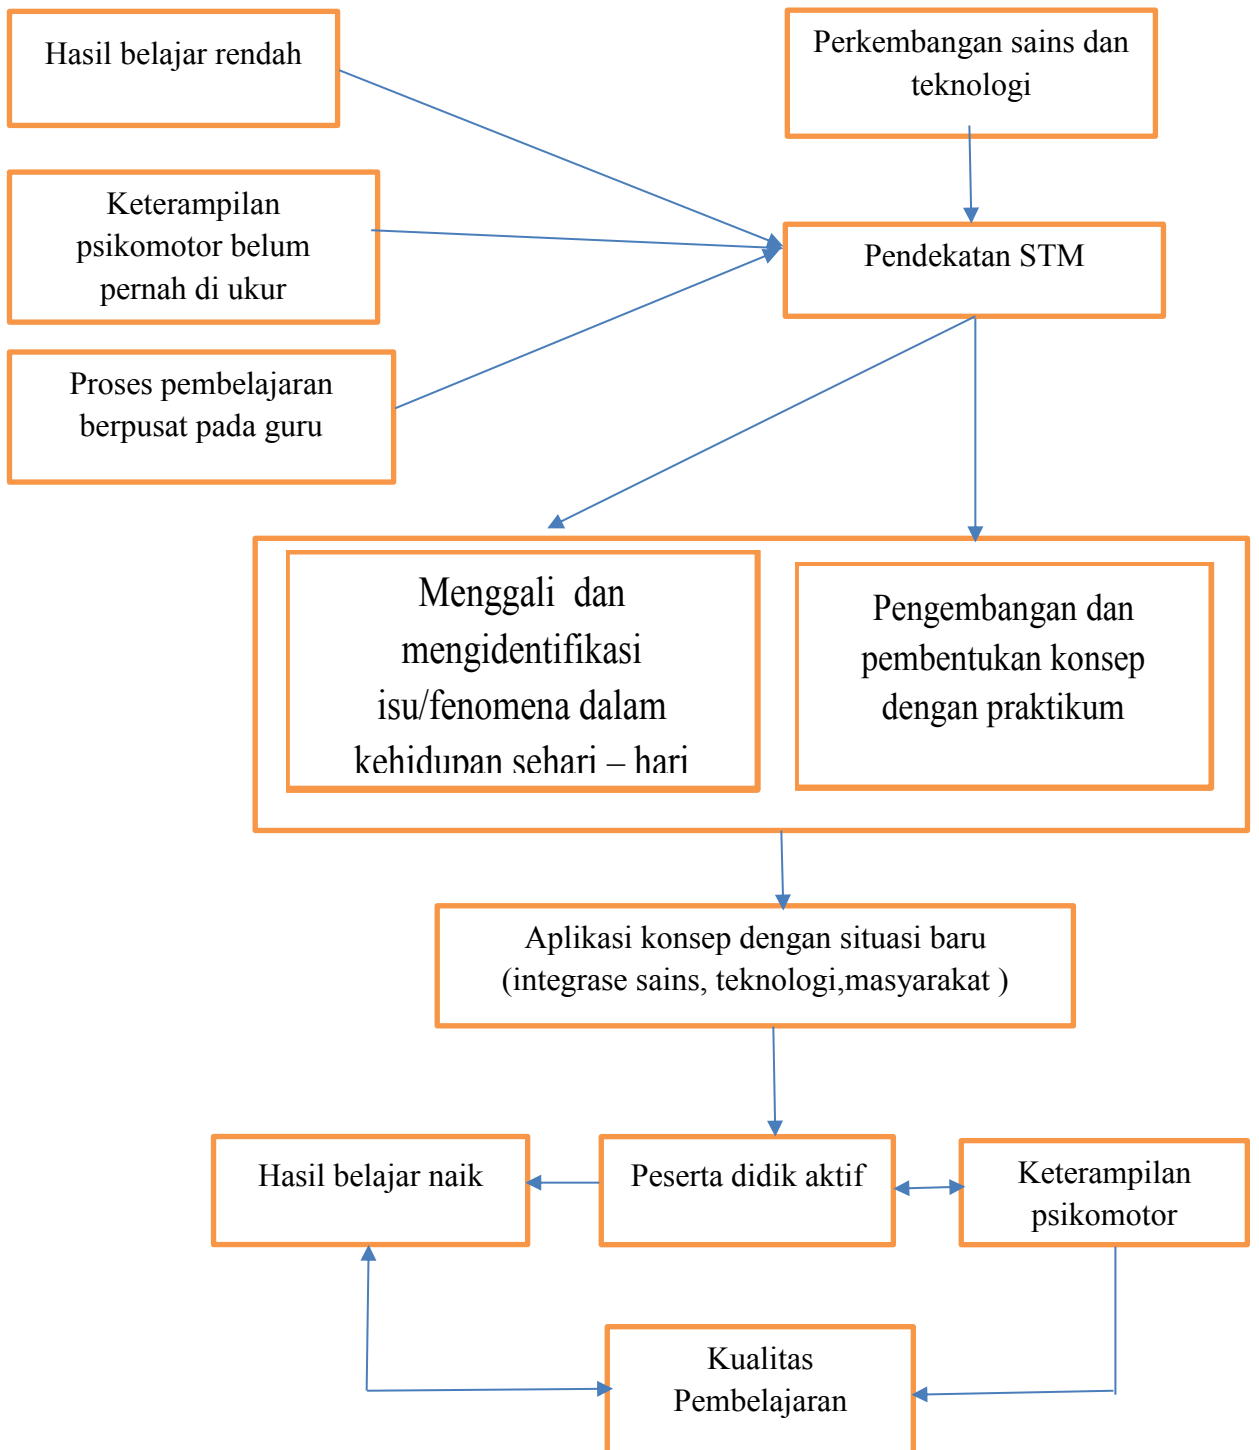 Hasil belajar rendah
Perkembangan sains dan
teknologi
Keterampilan
psikomotor belum
pernah di ukur
Pendekatan STM
Proses pembelajaran
berpusat pada guru
Menggali dan
mengidentifikasi
isu/fenomena dalam
kehidupan sehari – hari
Pengembangan dan
pembentukan konsep
dengan praktikum
Aplikasi konsep dengan situasi baru
(integrase sains, teknologi,masyarakat )
Hasil belajar naik
Peserta didik aktif
Keterampilan
psikomotor
Kualitas
Pembelajaran